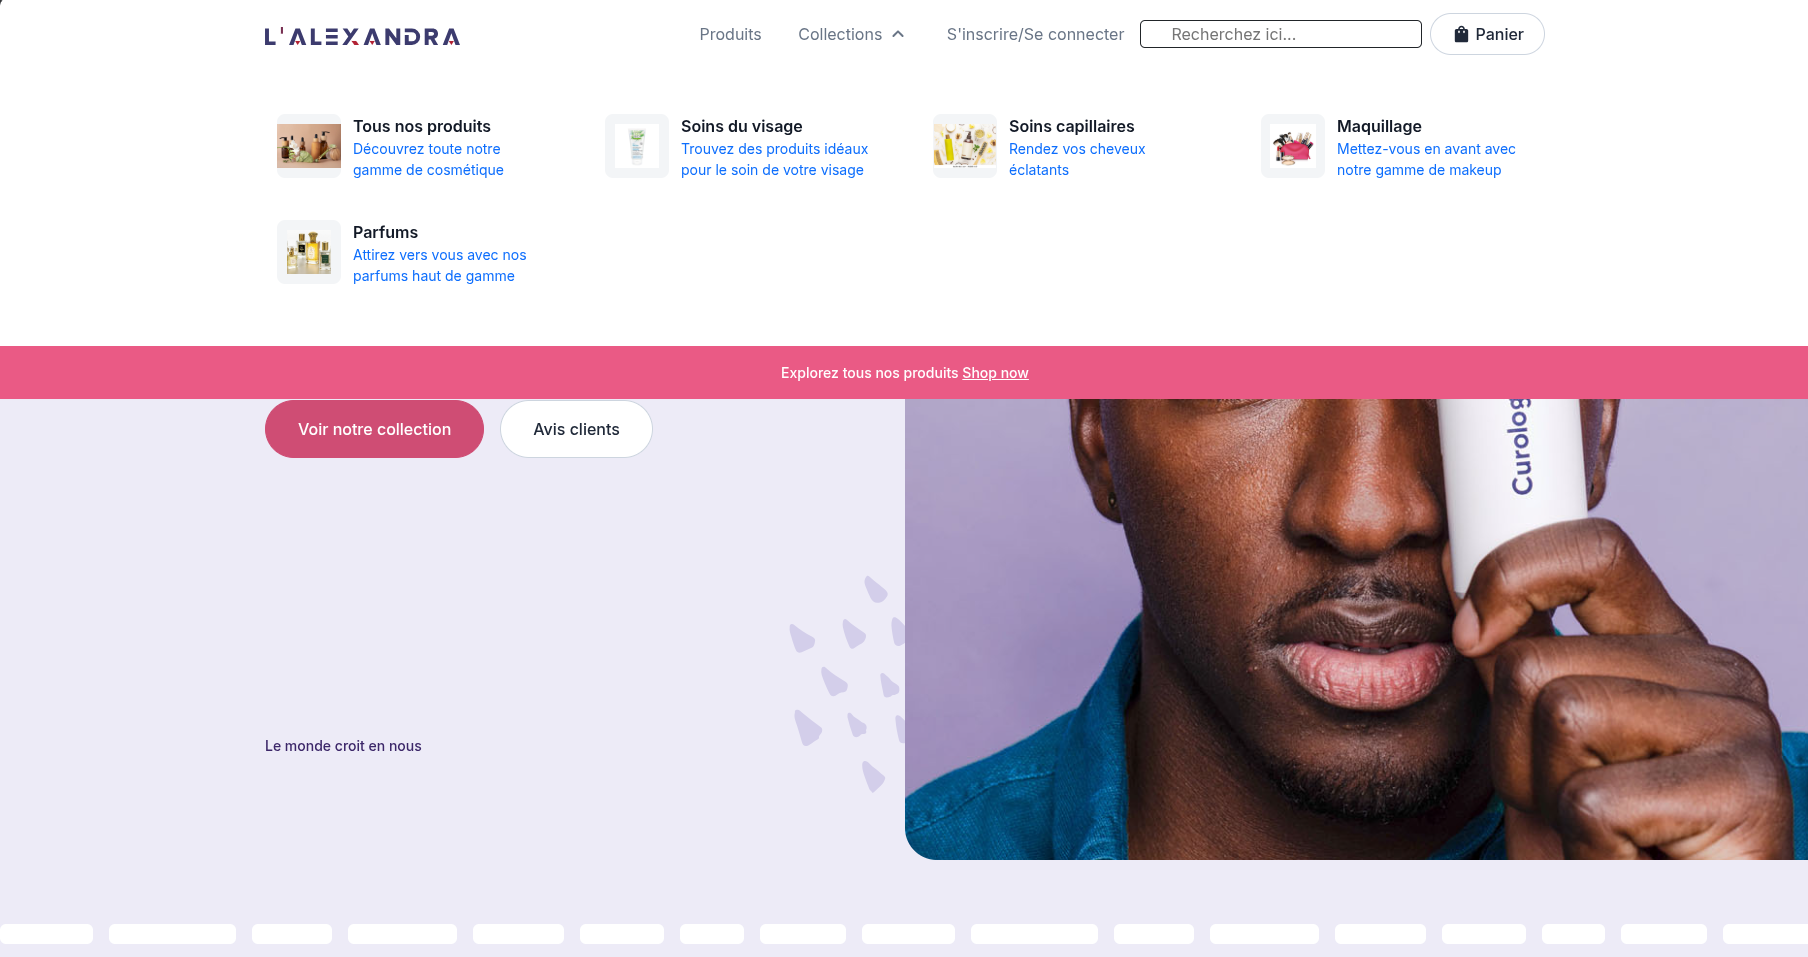 L'ALEXANDRA
Produits
Collections
S'inscrire/Se connecter
Recherchez ici...
Panier
Tous nos produits
Découvrez toute notre
gamme de cosmétique
Soins du visage
Trouvez des produits idéaux
pour le soin de votre visage
Soins capillaires
Rendez vos cheveux
éclatants
Maquillage
Mettez-vous en avant avec
notre gamme de makeup
Parfums
Attirez vers vous avec nos
parfums haut de gamme
Explorez tous nos produits Shop now
Voir notre collection
Avis clients
Curolog
Le monde croit en nous